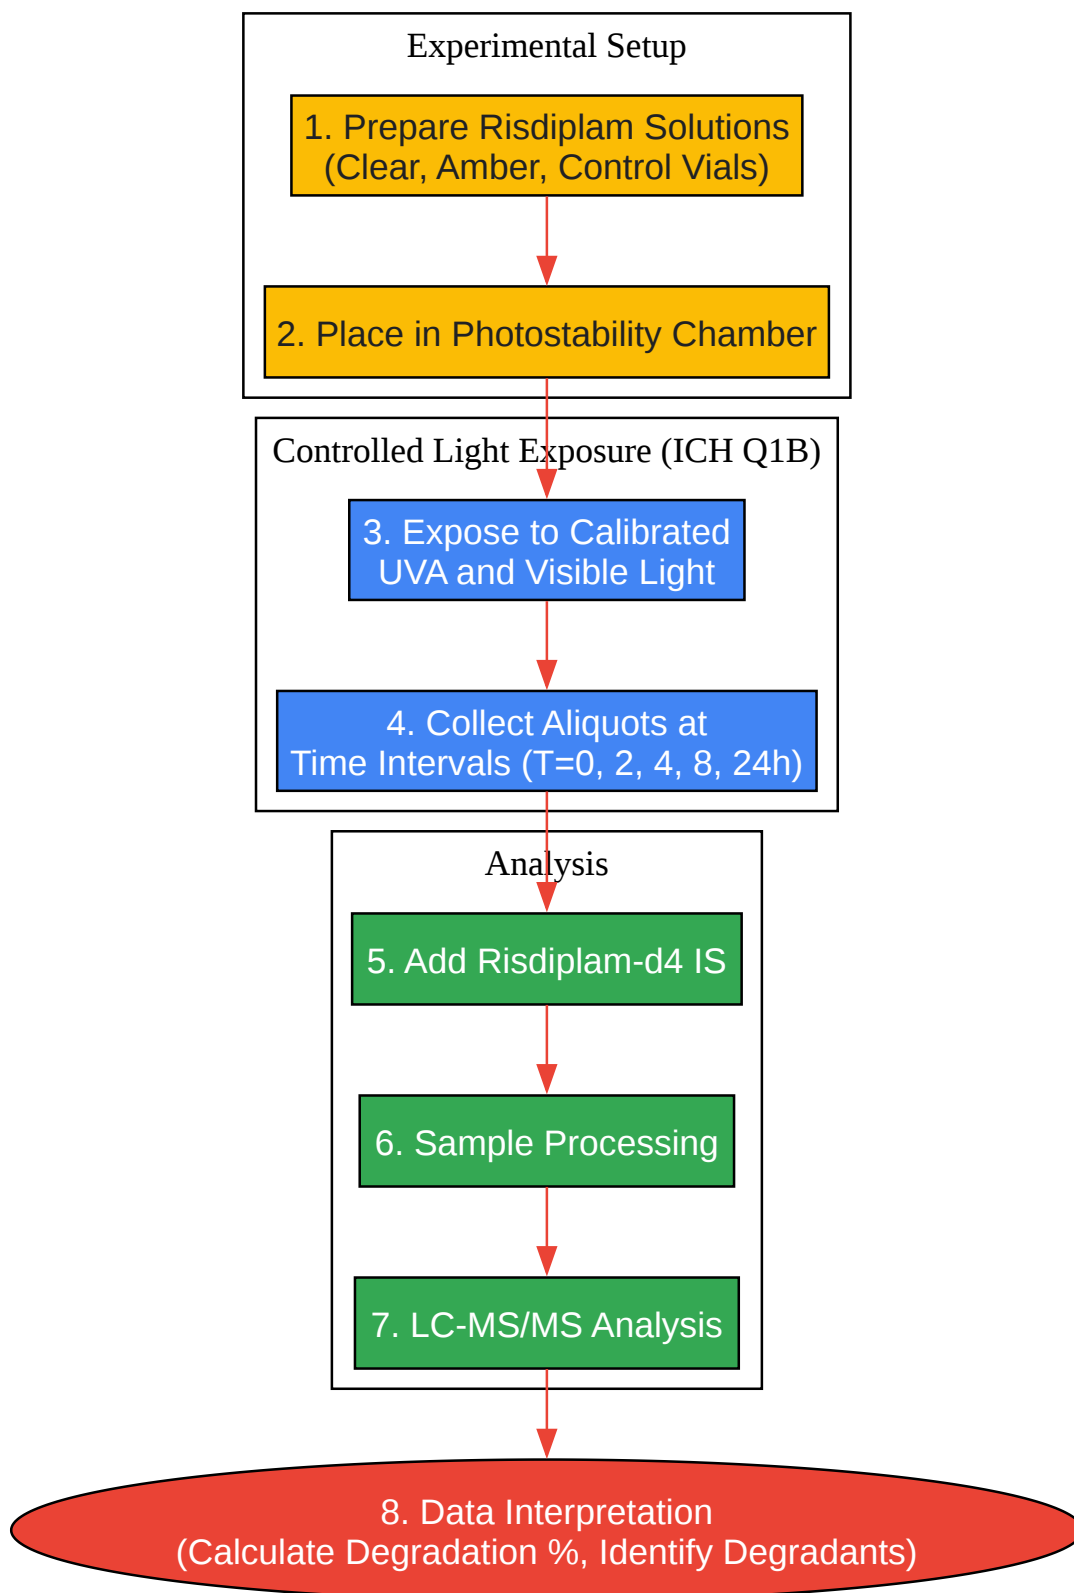 Experimental Setup
1. Prepare Risdiplam Solutions
(Clear, Amber, Control Vials)
2. Place in Photostability Chamber
Controlled Light Exposure (ICH Q1B)
3. Expose to Calibrated
UVA and Visible Light
4. Collect Aliquots at
Time Intervals (T=0, 2, 4, 8, 24h)
Analysis
5. Add Risdiplam-d4 IS
6. Sample Processing
7. LC-MS/MS Analysis
8. Data Interpretation
(Calculate Degradation %, Identify Degradants)